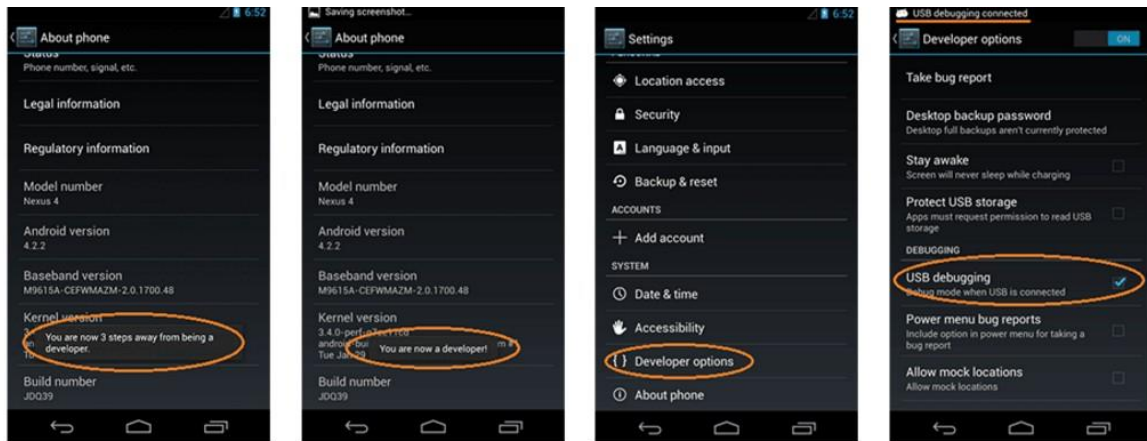 6:52
About phone
Status
Phone number, signal, etc.
Legal information
Regulatory information
Model number
Nexus 4
Android version
4.2.2
Baseband version
M9615A-CEFWMAZM-2.0.1700.48
Kernel version
You are now 3 steps away from being a
developer.
Build number
JDQ39
Saving screenshot...
About phone
Status
Phone number, signal, etc.
Legal information
Regulatory information
Model number
Nexus 4
Android version
4.2.2
Baseband version
M9615A-CEFWMAZM-2.0.1700.48
Kernel version
You are now a developer!
Tue Jan 29
Build number
JDQ39
6:52
Settings
PERSONAL
Location access
Security
A Language & input
Backup & reset
ACCOUNTS
Add account
SYSTEM
Date & time
Accessibility
{ } Developer options
About phone
USB debugging connected
Developer options ON
Take bug report
Desktop backup password
Desktop full backups aren't currently protected
Stay awake
Screen will never sleep while charging
Protect USB storage
Apps must request permission to read USB
storage
DEBUGGING
USB debugging
Debug mode when USB is connected
Power menu bug reports
Include option in power menu for taking a
bug report
Allow mock locations
Allow mock locations